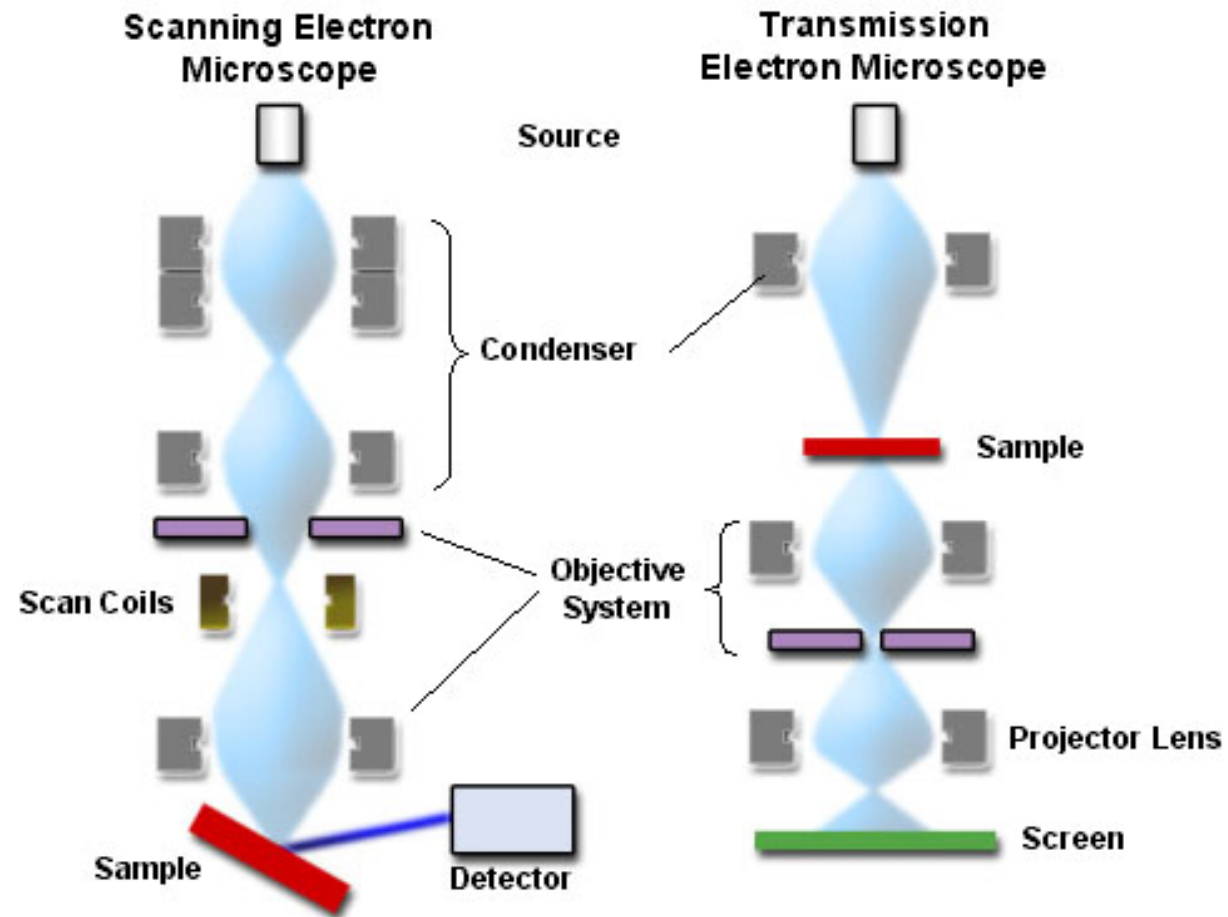 Scanning Electron
Microscope
Transmission
Electron Microscope
Source
Condenser
Sample
Objective
System
Scan Coils
Projector Lens
Screen
Sample
Detector